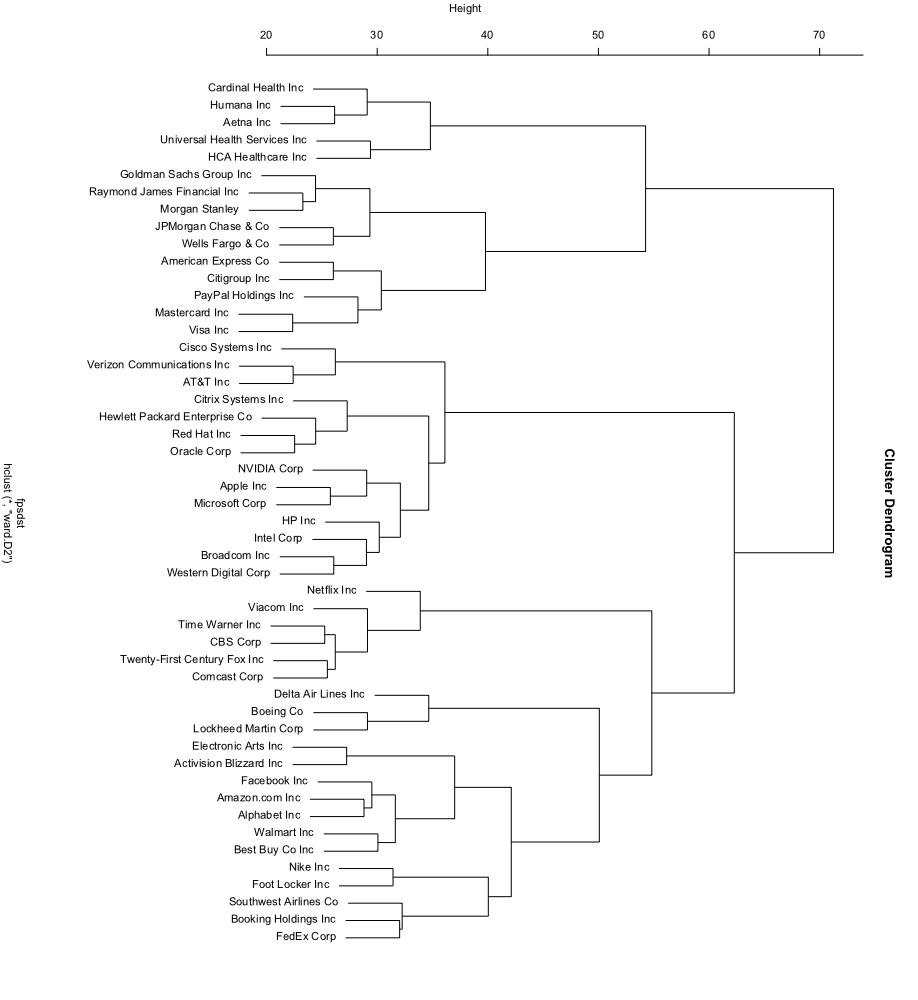 Height
20 30 40 50 60 70
Cardinal Health Inc
Humana Inc
Aetna Inc
Universal Health Services Inc
HCA Healthcare Inc
Goldman Sachs Group Inc
Raymond James Financial Inc
Morgan Stanley
JPMorgan Chase & Co
Wells Fargo & Co
American Express Co
Citigroup Inc
PayPal Holdings Inc
Mastercard Inc
Visa Inc
Cisco Systems Inc
Verizon Communications Inc
AT&T Inc
Citrix Systems Inc
Hewlett Packard Enterprise Co
Red Hat Inc
Oracle Corp
NVIDIA Corp
Apple Inc
Microsoft Corp
HP Inc
Intel Corp
Broadcom Inc
Western Digital Corp
Netflix Inc
Viacom Inc
Time Warner Inc
CBS Corp
Twenty-First Century Fox Inc
Comcast Corp
Delta Air Lines Inc
Boeing Co
Lockheed Martin Corp
Electronic Arts Inc
Activision Blizzard Inc
Facebook Inc
Amazon.com Inc
Alphabet Inc
Walmart Inc
Best Buy Co Inc
Nike Inc
Foot Locker Inc
Southwest Airlines Co
Booking Holdings Inc
FedEx Corp
Cluster Dendrogram
fpsdst
hclust (*, "ward.D2")